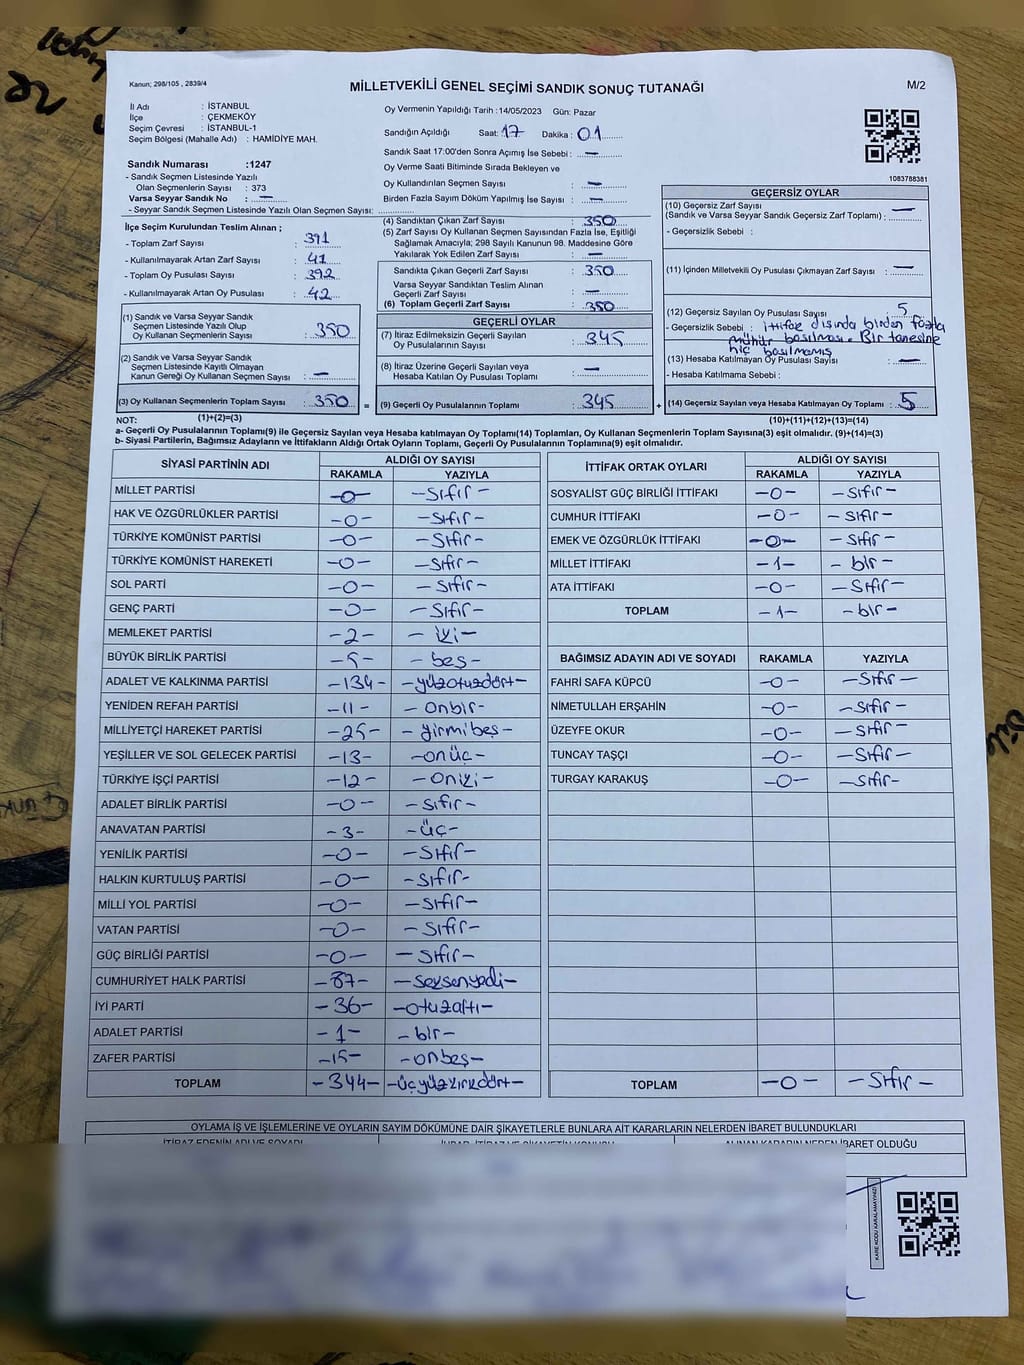 Kanun; 298/105 , 2839/4
MİLLETVEKİLİ GENEL SEÇİMİ SANDIK SONUÇ TUTANAĞI
M/2
İl Adı : İSTANBUL
İlçe : ÇEKMEKÖY
Seçim Çevresi : İSTANBUL-1
Seçim Bölgesi (Mahalle Adı) : HAMİDİYE MAH.
Sandık Numarası :1247
- Sandık Seçmen Listesinde Yazılı
Olan Seçmenlerin Sayısı : 373
Varsa Seyyar Sandık No : —
- Seyyar Sandık Seçmen Listesinde Yazılı Olan Seçmen Sayısı:
Oy Vermenin Yapıldığı Tarih :14/05/2023 Gün: Pazar
Sandığın Açıldığı Saat: 17 Dakika : 01
Sandık Saat 17:00'den Sonra Açımış İse Sebebi : —
Oy Verme Saati Bitiminde Sırada Bekleyen ve
Oy Kullandırılan Seçmen Sayısı : —
Birden Fazla Sayım Döküm Yapılmış İse Sayısı : —
1083788381
İlçe Seçim Kurulundan Teslim Alınan ;
- Toplam Zarf Sayısı : 391
- Kullanılmayarak Artan Zarf Sayısı : 41
- Toplam Oy Pusulası Sayısı : 392
- Kullanılmayarak Artan Oy Pusulası : 42
(1) Sandık ve Varsa Seyyar Sandık
Seçmen Listesinde Yazılı Olup
Oy Kullanan Seçmenlerin Sayısı : 350
(2) Sandık ve Varsa Seyyar Sandık
Seçmen Listesinde Kayıtlı Olmayan
Kanun Gereği Oy Kullanan Seçmen Sayısı : —
(3) Oy Kullanan Seçmenlerin Toplam Sayısı : 350
(1)+(2)=(3)
(4) Sandıktan Çıkan Zarf Sayısı : 350
(5) Zarf Sayısı Oy Kullanan Seçmen Sayısından Fazla İse, Eşitliği
Sağlamak Amacıyla; 298 Sayılı Kanunun 98. Maddesine Göre
Yakılarak Yok Edilen Zarf Sayısı : —
Sandıkta Çıkan Geçerli Zarf Sayısı : 350
Varsa Seyyar Sandıktan Teslim Alınan
Geçerli Zarf Sayısı : —
(6) Toplam Geçerli Zarf Sayısı : 350
GEÇERLİ OYLAR
(7) İtiraz Edilmeksizin Geçerli Sayılan
Oy Pusulalarının Sayısı : 345
(8) İtiraz Üzerine Geçerli Sayılan veya
Hesaba Katılan Oy Pusulası Toplamı : —
= (9) Geçerli Oy Pusulalarının Toplamı : 345 +
GEÇERSİZ OYLAR
(10) Geçersiz Zarf Sayısı
(Sandık ve Varsa Seyyar Sandık Geçersiz Zarf Toplamı) : —
- Geçersizlik Sebebi :
(11) İçinden Milletvekili Oy Pusulası Çıkmayan Zarf Sayısı : —
(12) Geçersiz Sayılan Oy Pusulası Sayısı : 5
- Geçersizlik Sebebi : ittifak dışında birden fazla
mühür basılması. Bir tanesine
hiç basılmamış
(13) Hesaba Katılmayan Oy Pusulası Sayısı : —
- Hesaba Katılmama Sebebi :
(14) Geçersiz Sayılan veya Hesaba Katılmayan Oy Toplamı : 5
(10)+(11)+(12)+(13)=(14)
NOT:
a- Geçerli Oy Pusulalarının Toplamı(9) ile Geçersiz Sayılan veya Hesaba katılmayan Oy Toplamı(14) Toplamları, Oy Kullanan Seçmenlerin Toplam Sayısına(3) eşit olmalıdır. (9)+(14)=(3)
b- Siyasi Partilerin, Bağımsız Adayların ve İttifakların Aldığı Ortak Oyların Toplamı, Geçerli Oy Pusulalarının Toplamına(9) eşit olmalıdır.
SİYASİ PARTİNİN ADI ALDIĞI OY SAYISI
RAKAMLA YAZIYLA
MİLLET PARTİSİ -0- -sıfır-
HAK VE ÖZGÜRLÜKLER PARTİSİ -0- -sıfır-
TÜRKİYE KOMÜNİST PARTİSİ -0- -sıfır-
TÜRKİYE KOMÜNİST HAREKETİ -0- -sıfır-
SOL PARTİ -0- -sıfır-
GENÇ PARTİ -0- -sıfır-
MEMLEKET PARTİSİ -2- -iki-
BÜYÜK BİRLİK PARTİSİ -5- -beş-
ADALET VE KALKINMA PARTİSİ -134- -yüzotuzdört-
YENİDEN REFAH PARTİSİ -11- -onbir-
MİLLİYETÇİ HAREKET PARTİSİ -25- -yirmibeş-
YEŞİLLER VE SOL GELECEK PARTİSİ -13- -onüç-
TÜRKİYE İŞÇİ PARTİSİ -12- -oniki-
ADALET BİRLİK PARTİSİ -0- -sıfır-
ANAVATAN PARTİSİ -3- -üç-
YENİLİK PARTİSİ -0- -sıfır-
HALKIN KURTULUŞ PARTİSİ -0- -sıfır-
MİLLİ YOL PARTİSİ -0- -sıfır-
VATAN PARTİSİ -0- -sıfır-
GÜÇ BİRLİĞİ PARTİSİ -0- -sıfır-
CUMHURİYET HALK PARTİSİ -87- -seksenyedi-
İYİ PARTİ -36- -otuzaltı-
ADALET PARTİSİ -1- -bir-
ZAFER PARTİSİ -15- -onbeş-
TOPLAM -344- -üçyüzkırkdört-
İTTİFAK ORTAK OYLARI ALDIĞI OY SAYISI
RAKAMLA YAZIYLA
SOSYALİST GÜÇ BİRLİĞİ İTTİFAKI -0- -sıfır-
CUMHUR İTTİFAKI -0- -sıfır-
EMEK VE ÖZGÜRLÜK İTTİFAKI -0- -sıfır-
MİLLET İTTİFAKI -1- -bir-
ATA İTTİFAKI -0- -sıfır-
TOPLAM -1- -bir-
BAĞIMSIZ ADAYIN ADI VE SOYADI RAKAMLA YAZIYLA
FAHRİ SAFA KÜPCÜ -0- -sıfır-
NİMETULLAH ERŞAHİN -0- -sıfır-
ÜZEYFE OKUR -0- -sıfır-
TUNCAY TAŞÇI -0- -sıfır-
TURGAY KARAKUŞ -0- -sıfır-
TOPLAM -0- -sıfır-
OYLAMA İŞ VE İŞLEMLERİNE VE OYLARIN SAYIM DÖKÜMÜNE DAİR ŞİKAYETLERLE BUNLARA AİT KARARLARIN NELERDEN İBARET BULUNDUKLARI
İTİRAZ EDENİN ADI VE SOYADI ALINAN KARARIN NEDEN İBARET OLDUĞU
KARE KODU KARALAMAYINIZ!